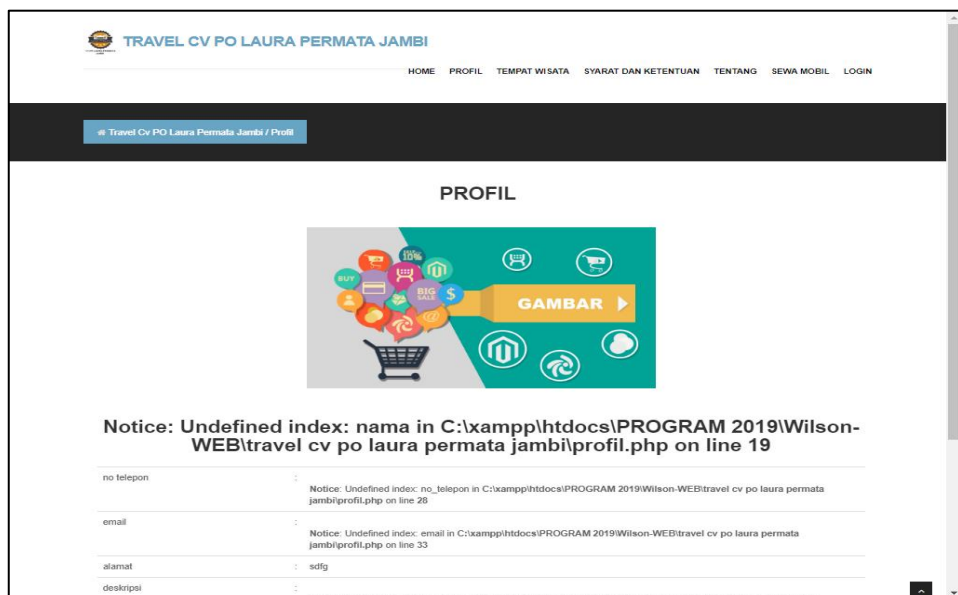 TRAVEL CV PO LAURA PERMATA JAMBI
HOME PROFIL TEMPAT WISATA SYARAT DAN KETENTUAN TENTANG SEWA MOBIL LOGIN
Travel Cv PO Laura Permata Jambi / Profil
PROFIL
BUY
10%
BIG
SALE
$
@
GAMBAR
Notice: Undefined index: nama in C:\xampp\htdocs\PROGRAM 2019\Wilson-
WEB\travel cv po laura permata jambi\profil.php on line 19
no telepon :
Notice: Undefined index: no_telepon in C:\xampp\htdocs\PROGRAM 2019\Wilson-WEB\travel cv po laura permata
jambi\profil.php on line 28
email :
Notice: Undefined index: email in C:\xampp\htdocs\PROGRAM 2019\Wilson-WEB\travel cv po laura permata
jambi\profil.php on line 33
alamat : sdfg
deskripsi :